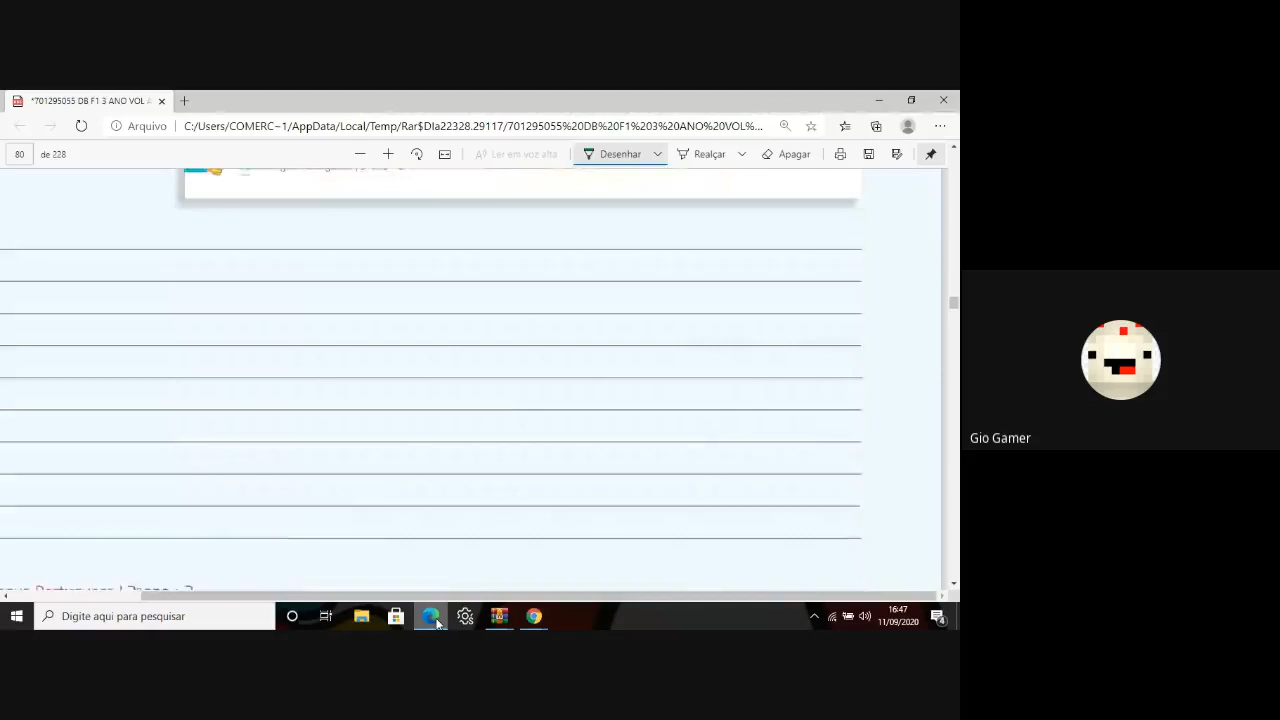 *701295055 DB F1 3 ANO VOL
Arquivo
C:/Users/COMERC~1/AppData/Local/Temp/Rar$DIa22328.29117/701295055%20DB%20F1%203%20ANO%20VOL%...
80 de 228
Ler em voz alta
Desenhar
Realçar
Apagar
Gio Gamer
Digite aqui para pesquisar
16:47
11/09/2020
4